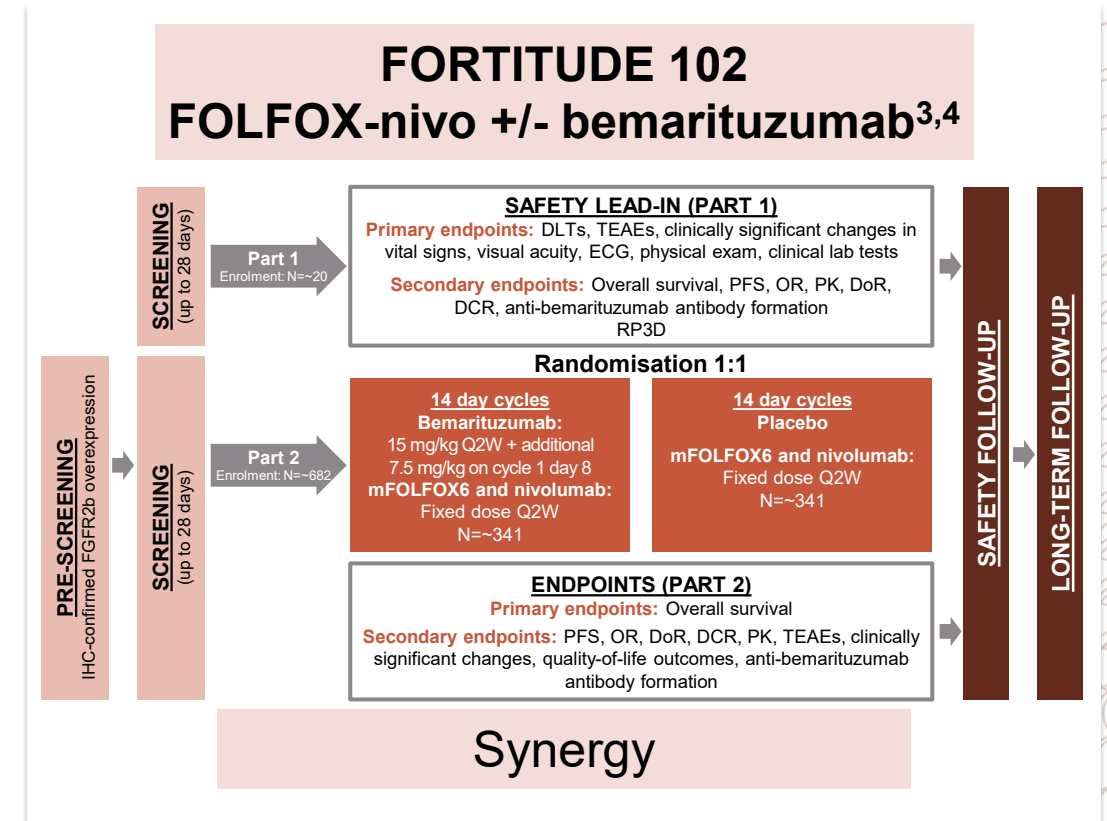 FORTITUDE 102
FOLFOX-nivo +/- bemarituzumab3,4
SCREENING
(up to 28 days)
Part 1
Enrolment: N=~20
SAFETY LEAD-IN (PART 1)
Primary endpoints: DLTs, TEAEs, clinically significant changes in
vital signs, visual acuity, ECG, physical exam, clinical lab tests
Secondary endpoints: Overall survival, PFS, OR, PK, DoR,
DCR, anti-bemarituzumab antibody formation
RP3D
PRE-SCREENING
IHC-confirmed FGFR2b overexpression
SCREENING
(up to 28 days)
Part 2
Enrolment: N=~682
Randomisation 1:1
14 day cycles
Bemarituzumab:
15 mg/kg Q2W + additional
7.5 mg/kg on cycle 1 day 8
mFOLFOX6 and nivolumab:
Fixed dose Q2W
N=~341
14 day cycles
Placebo
mFOLFOX6 and nivolumab:
Fixed dose Q2W
N=~341
ENDPOINTS (PART 2)
Primary endpoints: Overall survival
Secondary endpoints: PFS, OR, DoR, DCR, PK, TEAEs, clinically
significant changes, quality-of-life outcomes, anti-bemarituzumab
antibody formation
SAFETY FOLLOW-UP
LONG-TERM FOLLOW-UP
Synergy